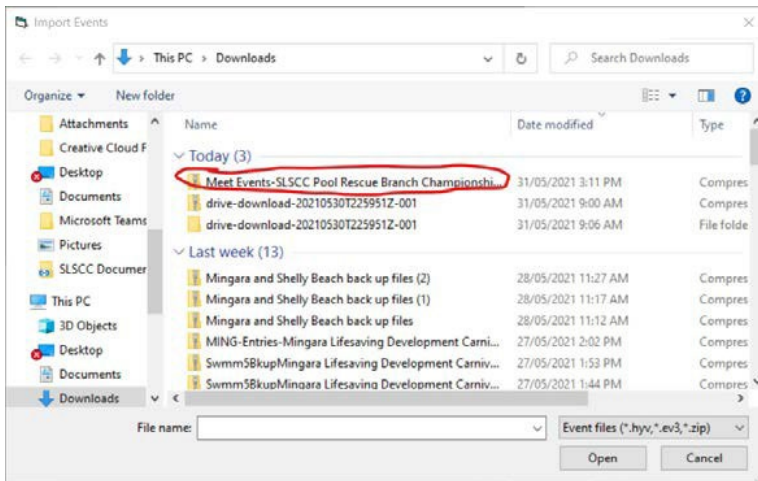 Import Events
This PC > Downloads
Search Downloads
Organize
New folder
Attachments
Creative Cloud F
Desktop
Documents
Microsoft Teams
Pictures
SLSCC Documer
This PC
3D Objects
Desktop
Documents
Downloads
Name Date modified Type
Today (3)
Meet Events-SLSCC Pool Rescue Branch Championshi... 31/05/2021 3:11 PM Compres
drive-download-20210530T225951Z-001 31/05/2021 9:00 AM Compres
drive-download-20210530T225951Z-001 31/05/2021 9:06 AM File folde
Last week (13)
Mingara and Shelly Beach back up files (2) 28/05/2021 11:27 AM Compres
Mingara and Shelly Beach back up files (1) 28/05/2021 11:17 AM Compres
Mingara and Shelly Beach back up files 28/05/2021 11:12 AM Compres
MING-Entries-Mingara Lifesaving Development Carni... 27/05/2021 2:02 PM Compres
Swmm5BkupMingara Lifesaving Development Carniv... 27/05/2021 1:53 PM Compres
Swmm5BkupMingara Lifesaving Development Carniv... 27/05/2021 1:44 PM Compres
File name:
Event files (*.hyv,*.ev3,*.zip)
Open
Cancel